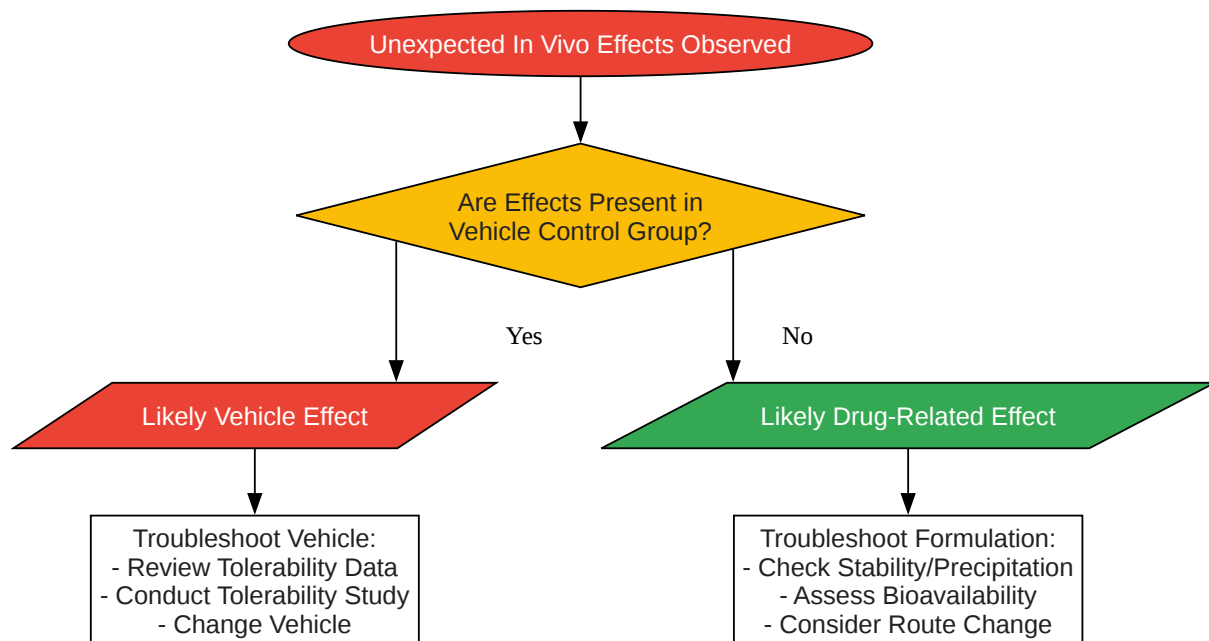 Unexpected In Vivo Effects Observed
Are Effects Present in
Vehicle Control Group?
Yes
No
Likely Vehicle Effect
Likely Drug-Related Effect
Troubleshoot Vehicle:
- Review Tolerability Data
- Conduct Tolerability Study
- Change Vehicle
Troubleshoot Formulation:
- Check Stability/Precipitation
- Assess Bioavailability
- Consider Route Change